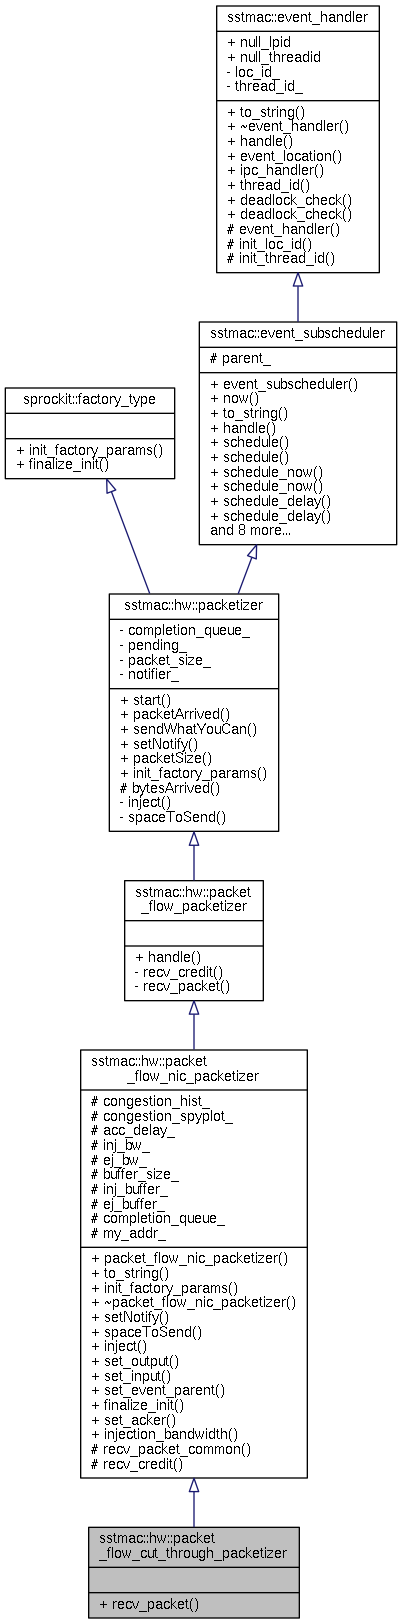 sstmac::event_handler
+ null_lpid
+ null_threadid
- loc_id_
- thread_id_
+ to_string()
+ ~event_handler()
+ handle()
+ event_location()
+ ipc_handler()
+ thread_id()
+ deadlock_check()
+ deadlock_check()
# event_handler()
# init_loc_id()
# init_thread_id()
sstmac::event_subscheduler
# parent_
+ event_subscheduler()
+ now()
+ to_string()
+ handle()
+ schedule()
+ schedule()
+ schedule_now()
+ schedule_now()
+ schedule_delay()
+ schedule_delay()
and 8 more...
sprockit::factory_type
+ init_factory_params()
+ finalize_init()
sstmac::hw::packetizer
- completion_queue_
- pending_
- packet_size_
- notifier_
+ start()
+ packetArrived()
+ sendWhatYouCan()
+ setNotify()
+ packetSize()
+ init_factory_params()
# bytesArrived()
- inject()
- spaceToSend()
sstmac::hw::packet
_flow_packetizer
+ handle()
- recv_credit()
- recv_packet()
sstmac::hw::packet
_flow_nic_packetizer
# congestion_hist_
# congestion_spyplot_
# acc_delay_
# inj_bw_
# ej_bw_
# buffer_size_
# inj_buffer_
# ej_buffer_
# completion_queue_
# my_addr_
+ packet_flow_nic_packetizer()
+ to_string()
+ init_factory_params()
+ ~packet_flow_nic_packetizer()
+ setNotify()
+ spaceToSend()
+ inject()
+ set_output()
+ set_input()
+ set_event_parent()
+ finalize_init()
+ set_acker()
+ injection_bandwidth()
# recv_packet_common()
# recv_credit()
sstmac::hw::packet
_flow_cut_through_packetizer
+ recv_packet()